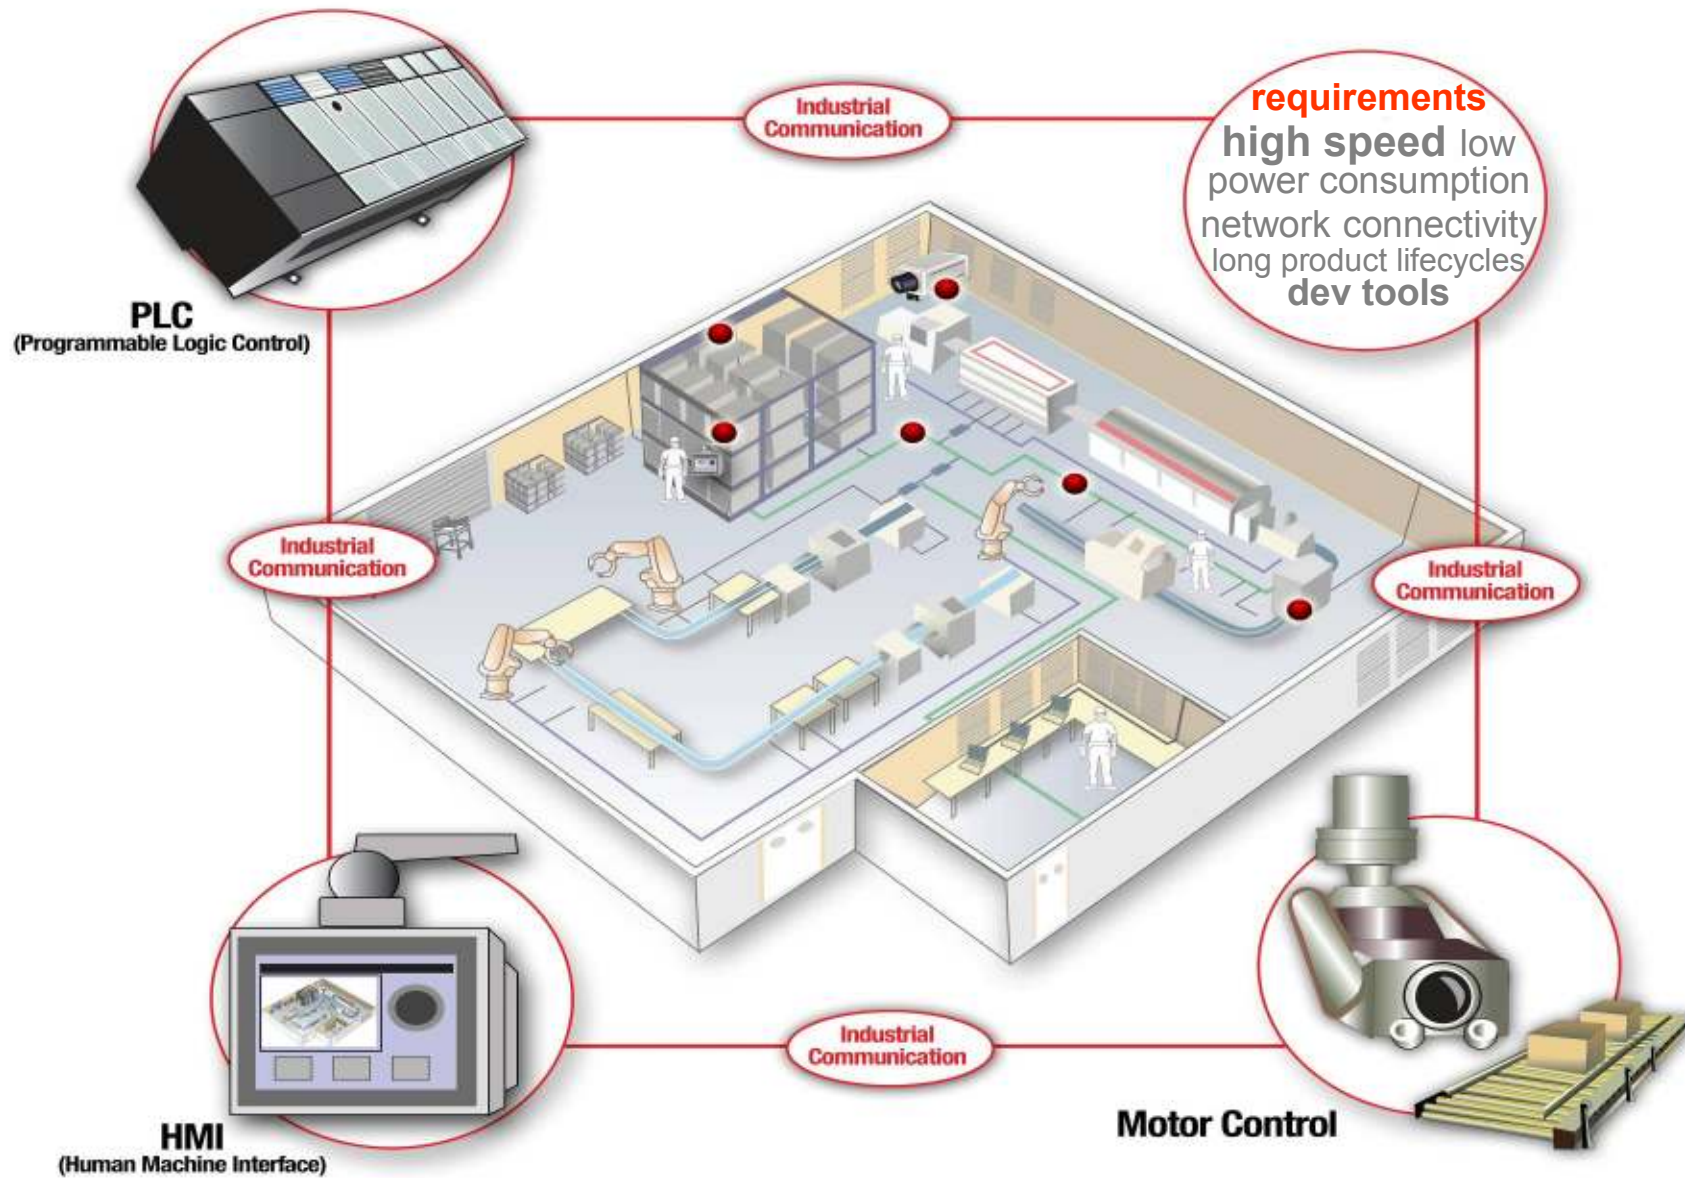 Industrial
Communication
requirements
high speed low
power consumption
network connectivity
long product lifecycles
dev tools
PLC
(Programmable Logic Control)
Industrial
Communication
Industrial
Communication
Industrial
Communication
Motor Control
HMI
(Human Machine Interface)